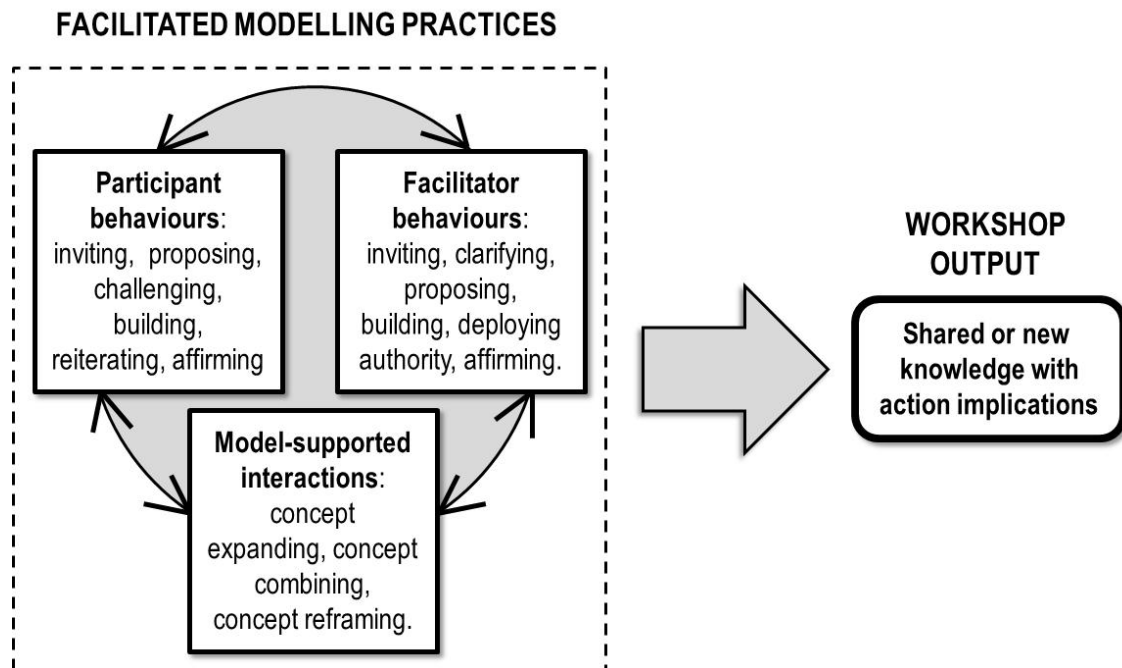 FACILITATED MODELLING PRACTICES
Participant
behaviours:
inviting, proposing,
challenging,
building,
reiterating, affirming
Facilitator
behaviours:
inviting, clarifying,
proposing,
building, deploying
authority, affirming.
Model-supported
interactions:
concept
expanding, concept
combining,
concept reframing.
WORKSHOP
OUTPUT
Shared or new
knowledge with
action implications